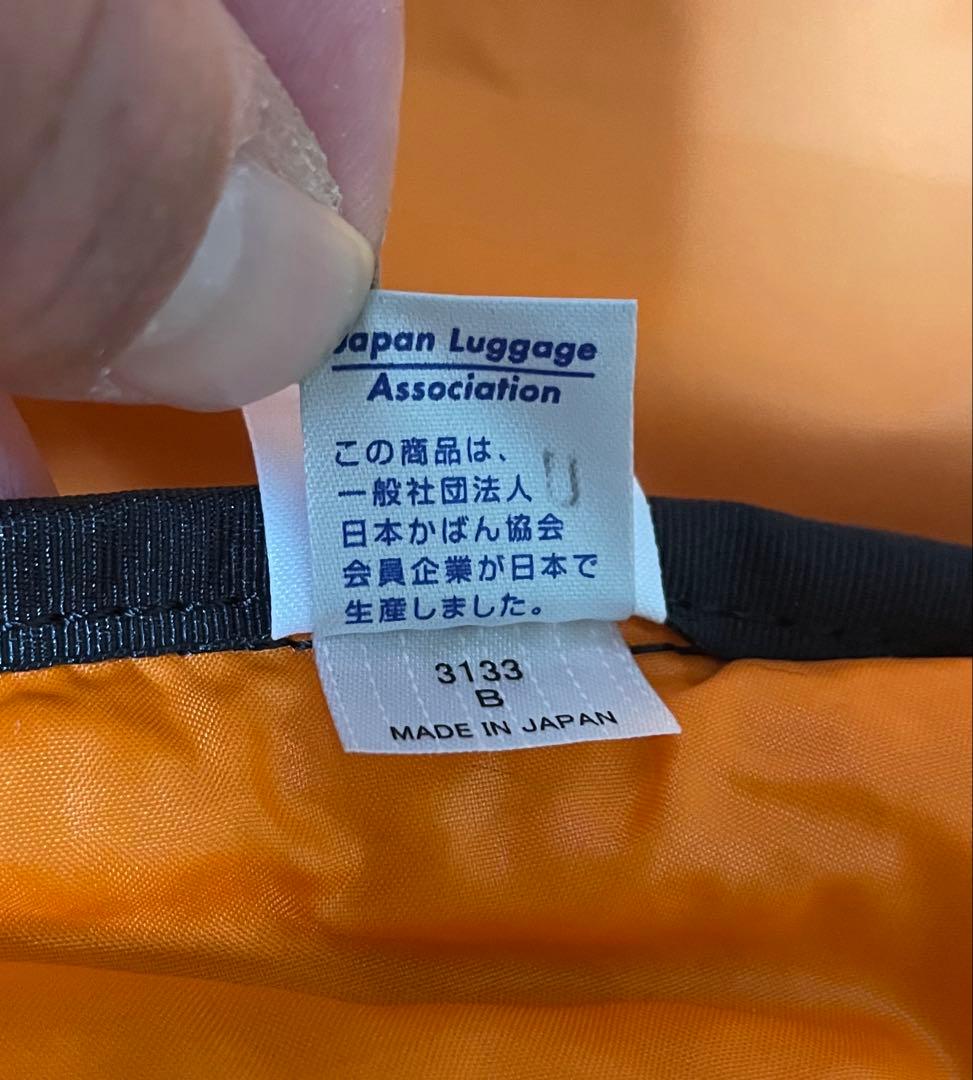 Japan Luggage
Association
この商品は、
一般社団法人
日本かばん協会
会員企業が日本で
生産しました。
3133
B
MADE IN JAPAN